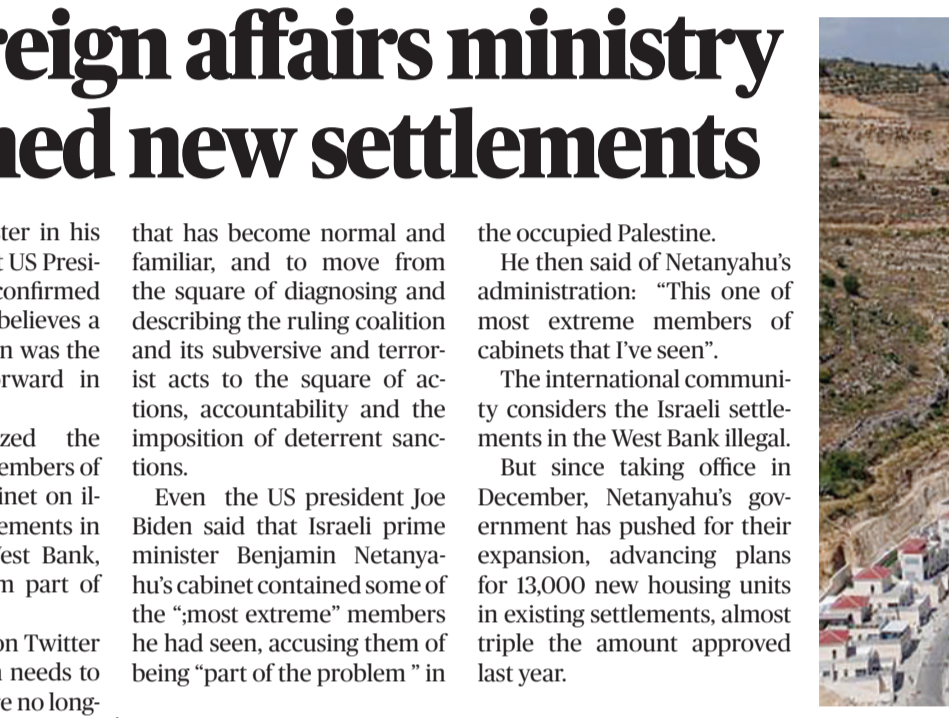 reign affairs ministry
ned new settlements
ter in his
t US Presi-
confirmed
believes a
n was the
orward in
zed the
embers of
inet on il-
ements in
Vest Bank,
m part of
on Twitter
needs to
e no long-
that has become normal and
familiar, and to move from
the square of diagnosing and
describing the ruling coalition
and its subversive and terror-
ist acts to the square of ac-
tions, accountability and the
imposition of deterrent sanc-
tions.
Even the US president Joe
Biden said that Israeli prime
minister Benjamin Netanya-
hu's cabinet contained some of
the “;most extreme” members
he had seen, accusing them of
being “part of the problem ” in
the occupied Palestine.
He then said of Netanyahu’s
administration: “This one of
most extreme members of
cabinets that I’ve seen”.
The international communi-
ty considers the Israeli settle-
ments in the West Bank illegal.
But since taking office in
December, Netanyahu’s gov-
ernment has pushed for their
expansion, advancing plans
for 13,000 new housing units
in existing settlements, almost
triple the amount approved
last year.